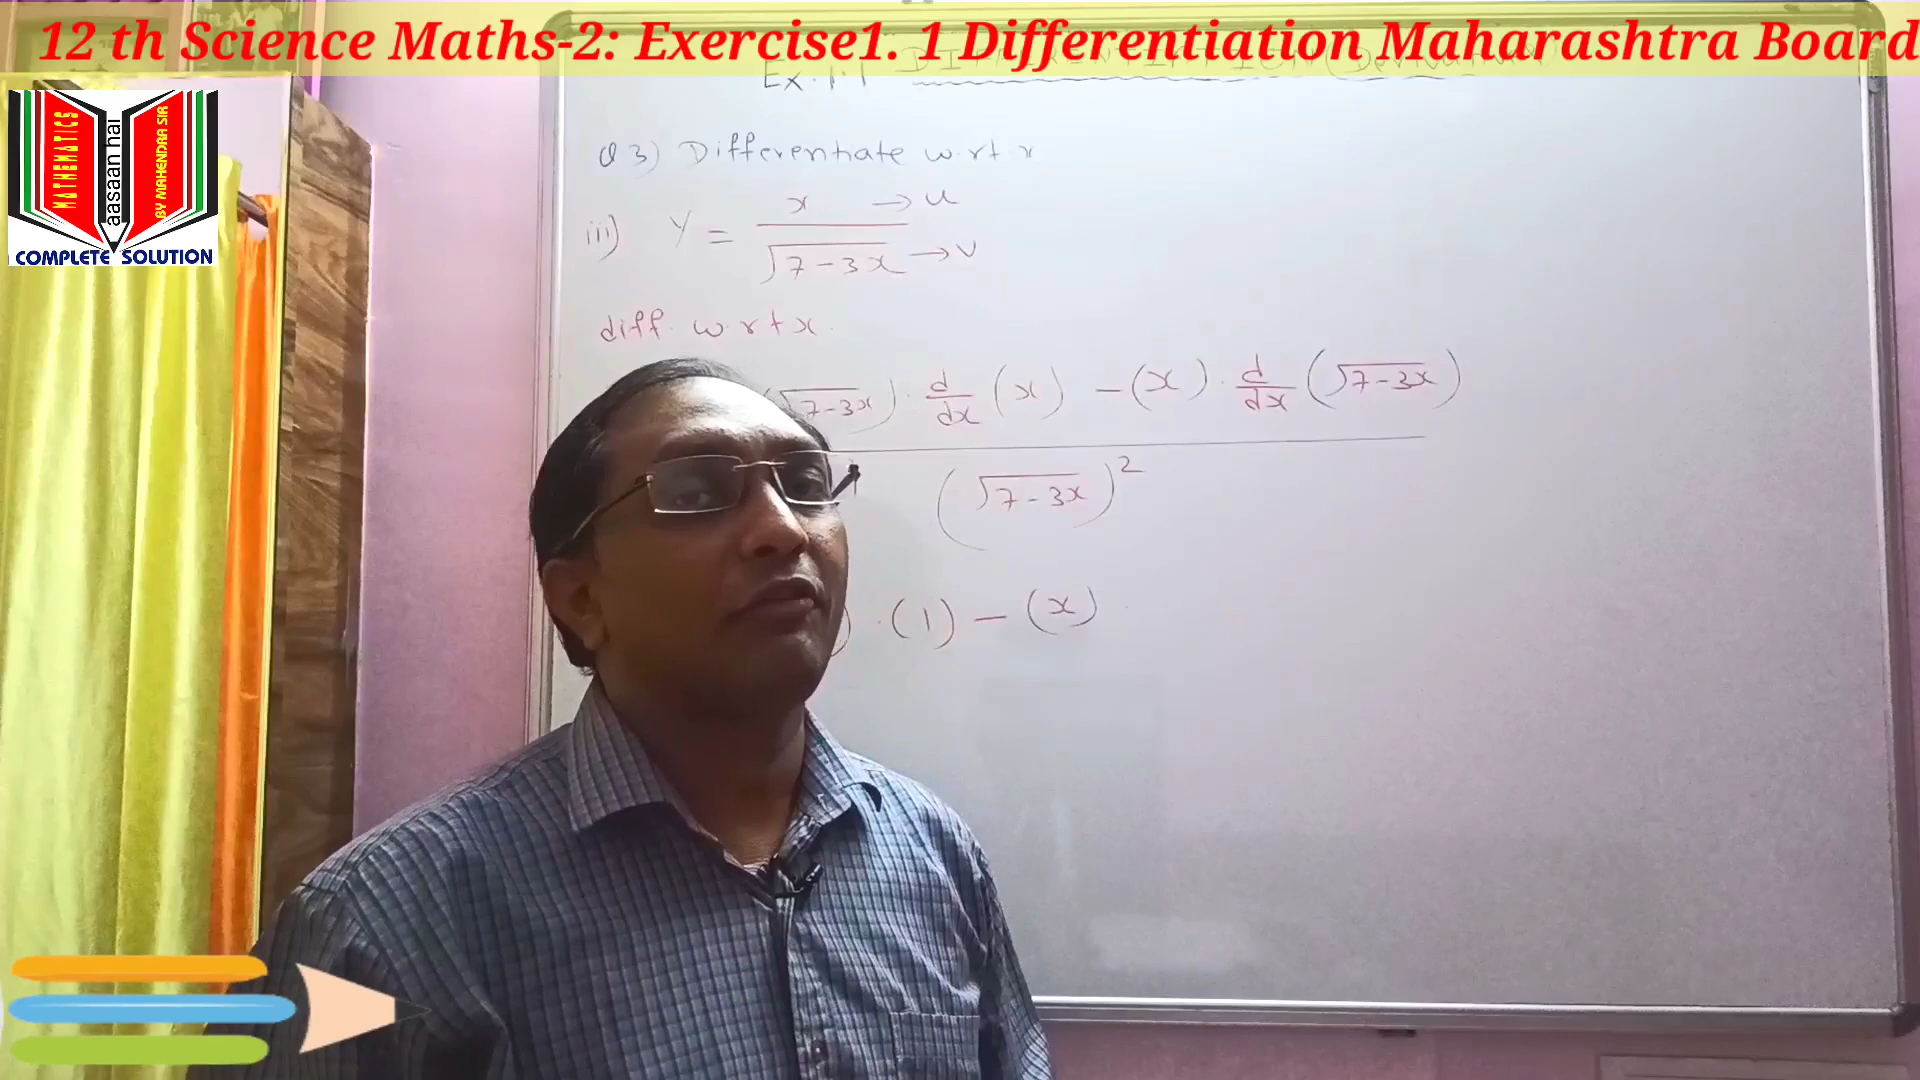 12 th Science Maths-2: Exercise1. 1 Differentiation Maharashtra Board
Ex. 1.1
MATHEMATICS
aasaan hai
BY MAHENDRA SIR
COMPLETE SOLUTION
Q 3) Differentiate w.r.t x
iii) Y = x / √(7-3x)
→ u
→ v
diff. w.r.t x.
(√(7-3x)) · d/dx (x) - (x) · d/dx (√(7-3x))
(√(7-3x))²
) · (1) - (x)